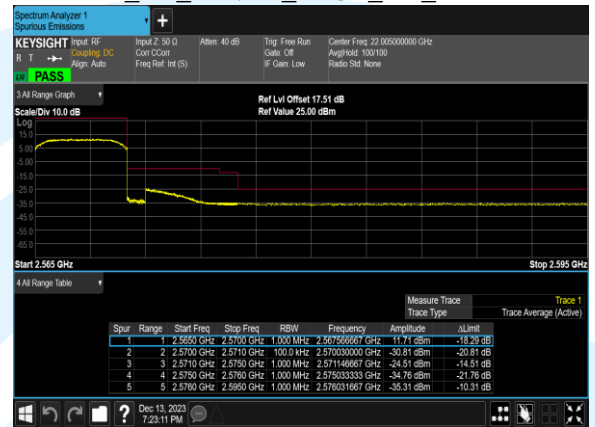 Spectrum Analyzer 1
Spurious Emissions
+
KEYSIGHT Input: RF Input Z: 50 Ω Atten: 40 dB Trig: Free Run Center Freq: 22.005000000 GHz
R T Coupling: DC Corr CCorr Gate: Off Avg|Hold: 100/100
Align: Auto Freq Ref: Int (S) IF Gain: Low Radio Std: None
LV PASS
3 All Range Graph
Ref Lvl Offset 17.51 dB
Scale/Div 10.0 dB Ref Value 25.00 dBm
Log
15.0
5.00
-5.00
-15.0
-25.0
-35.0
-45.0
-55.0
-65.0
Start 2.565 GHz Stop 2.595 GHz
4 All Range Table
Measure Trace Trace 1
Trace Type Trace Average (Active)
Spur Range Start Freq Stop Freq RBW Frequency Amplitude ΔLimit
1 1 2.5650 GHz 2.5700 GHz 1.000 MHz 2.567566667 GHz 11.71 dBm -18.29 dB
2 2 2.5700 GHz 2.5710 GHz 100.0 kHz 2.570030000 GHz -30.81 dBm -20.81 dB
3 3 2.5710 GHz 2.5750 GHz 1.000 MHz 2.571146667 GHz -24.51 dBm -14.51 dB
4 4 2.5750 GHz 2.5760 GHz 1.000 MHz 2.575033333 GHz -34.76 dBm -21.76 dB
5 5 2.5760 GHz 2.5950 GHz 1.000 MHz 2.576031667 GHz -35.31 dBm -10.31 dB
? Dec 13, 2023
7:23:11 PM